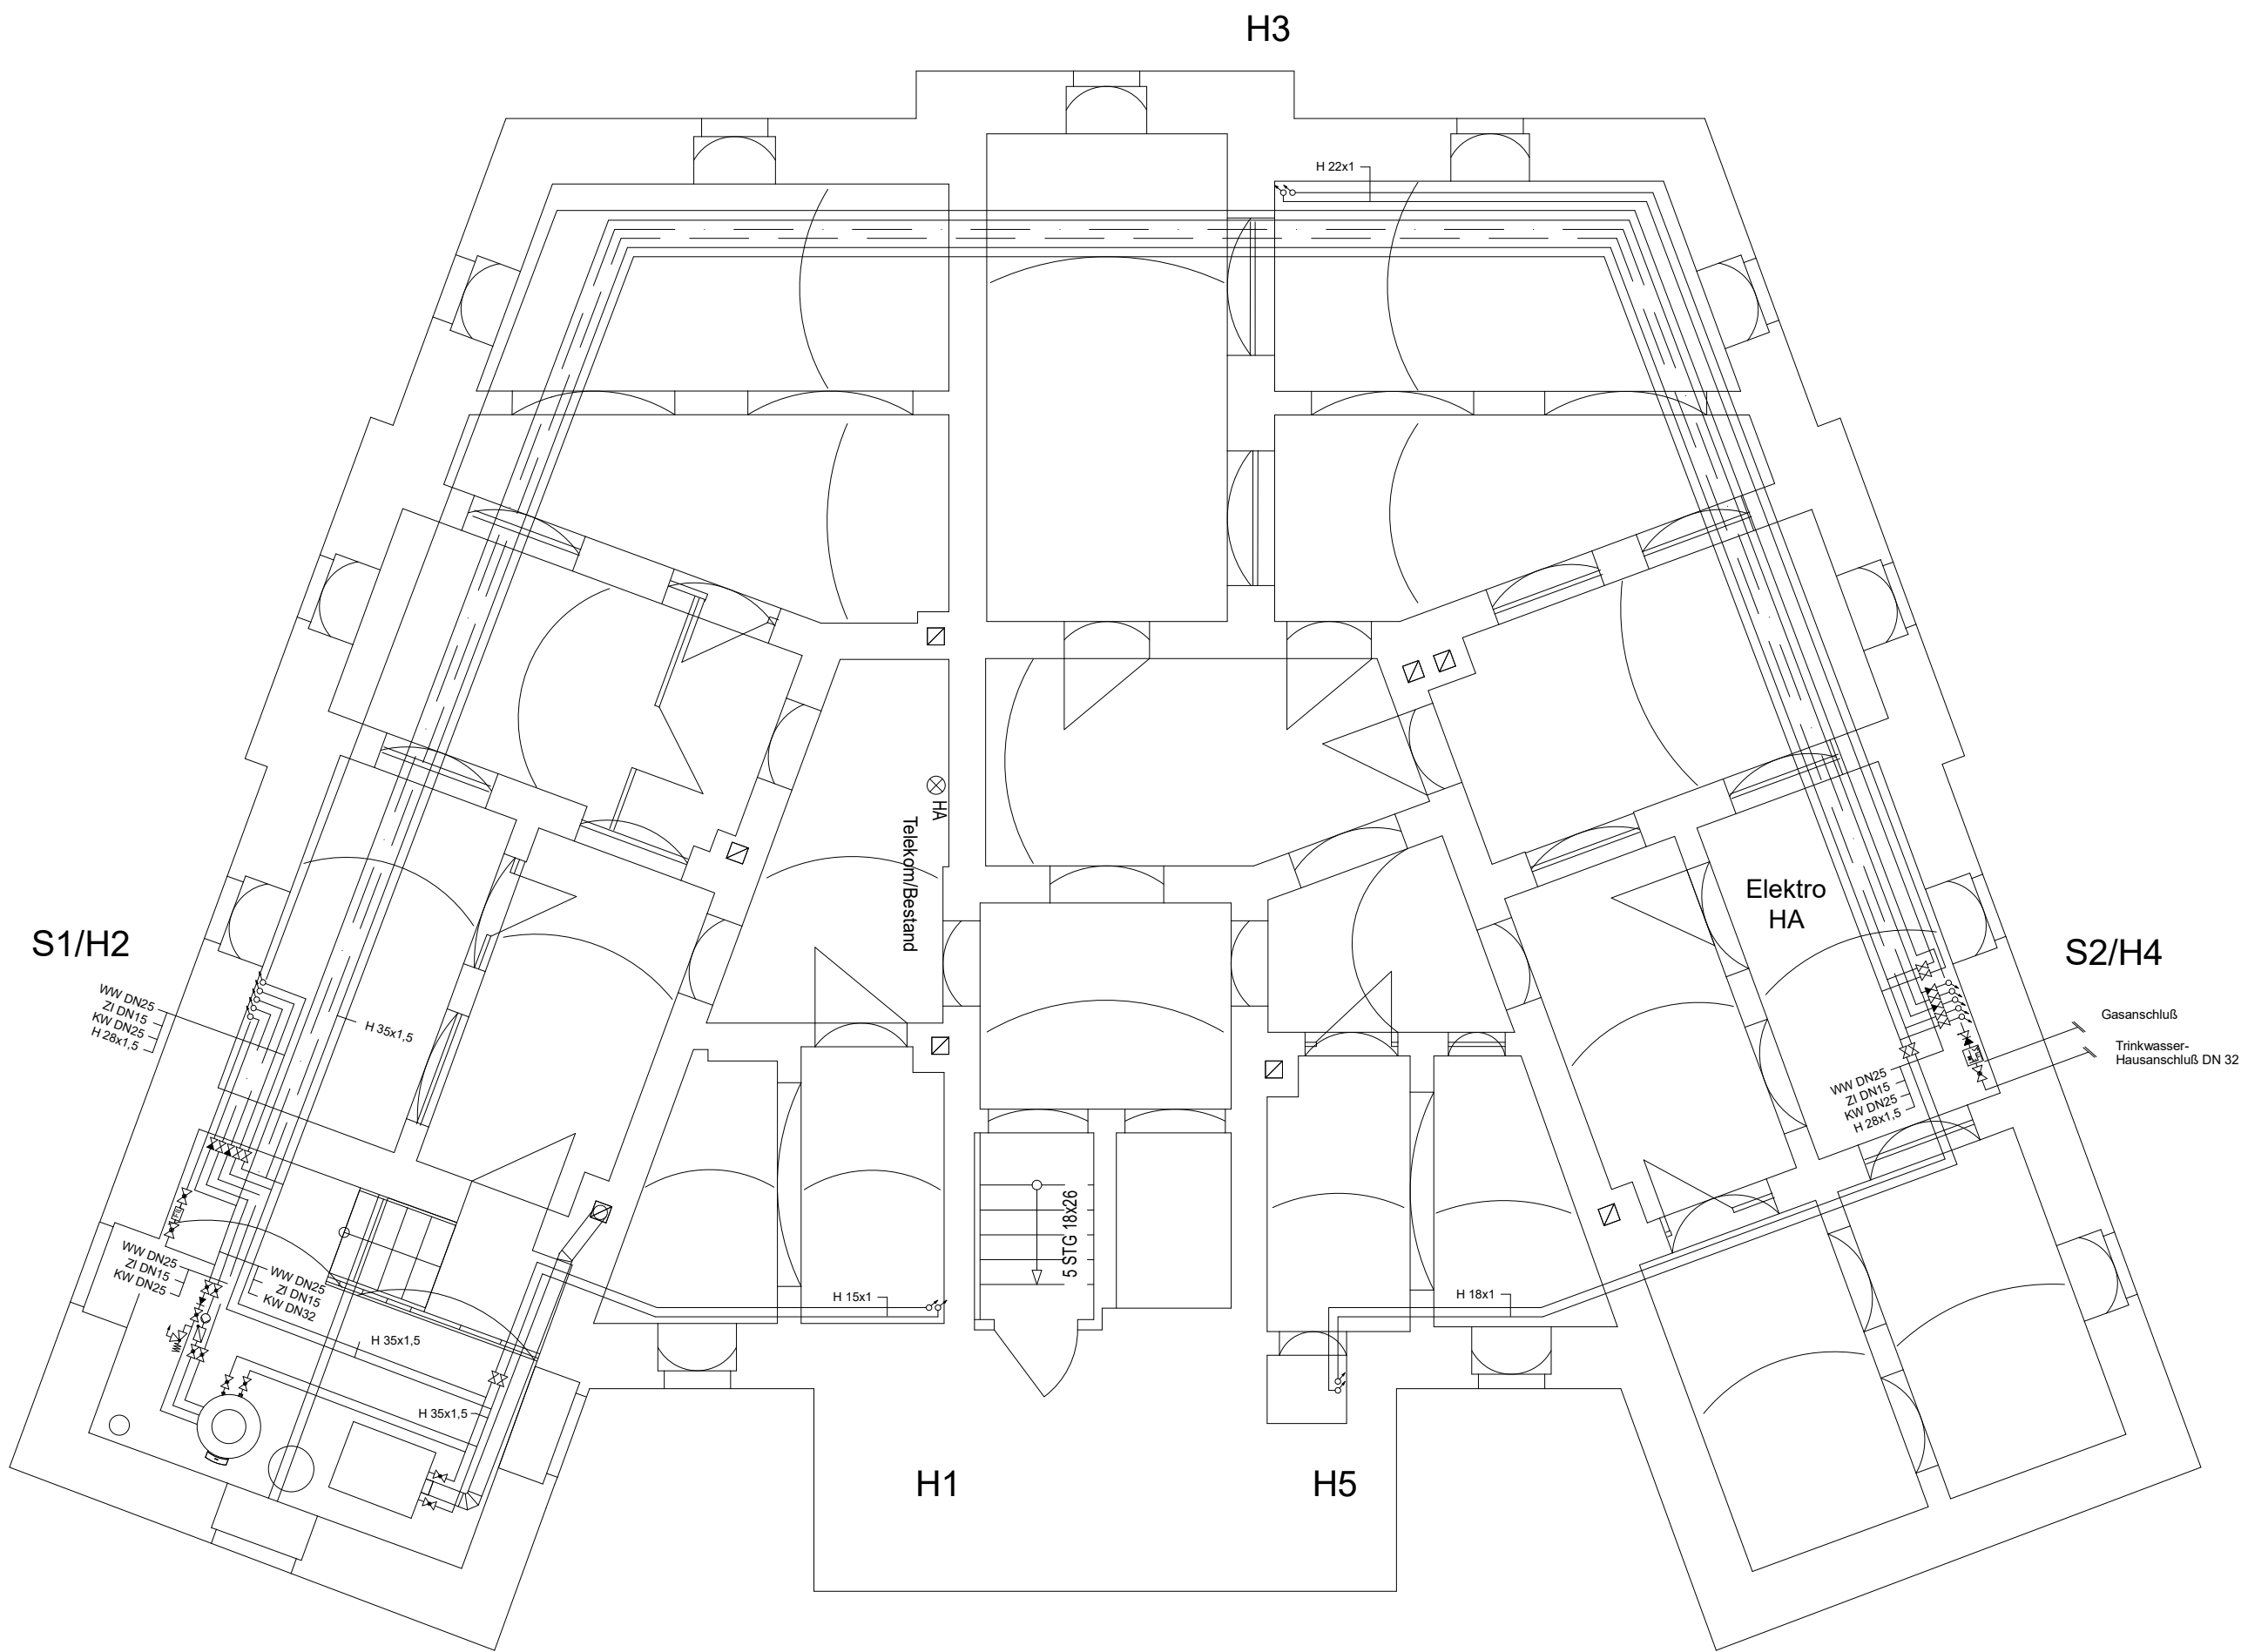 H3
H 22x1
HA
Telekom/Bestand
Elektro
HA
S1/H2
S2/H4
WW DN25
ZI DN15
KW DN25
H 28x1,5
H 35x1,5
Gasanschluß
Trinkwasser-
Hausanschluß DN 32
WW DN25
ZI DN15
KW DN25
H 28x1,5
5 STG 18x26
WW DN25
ZI DN15
KW DN25
WW DN25
ZI DN15
KW DN32
H 15x1
H 18x1
H 35x1,5
H 35x1,5
H1
H5